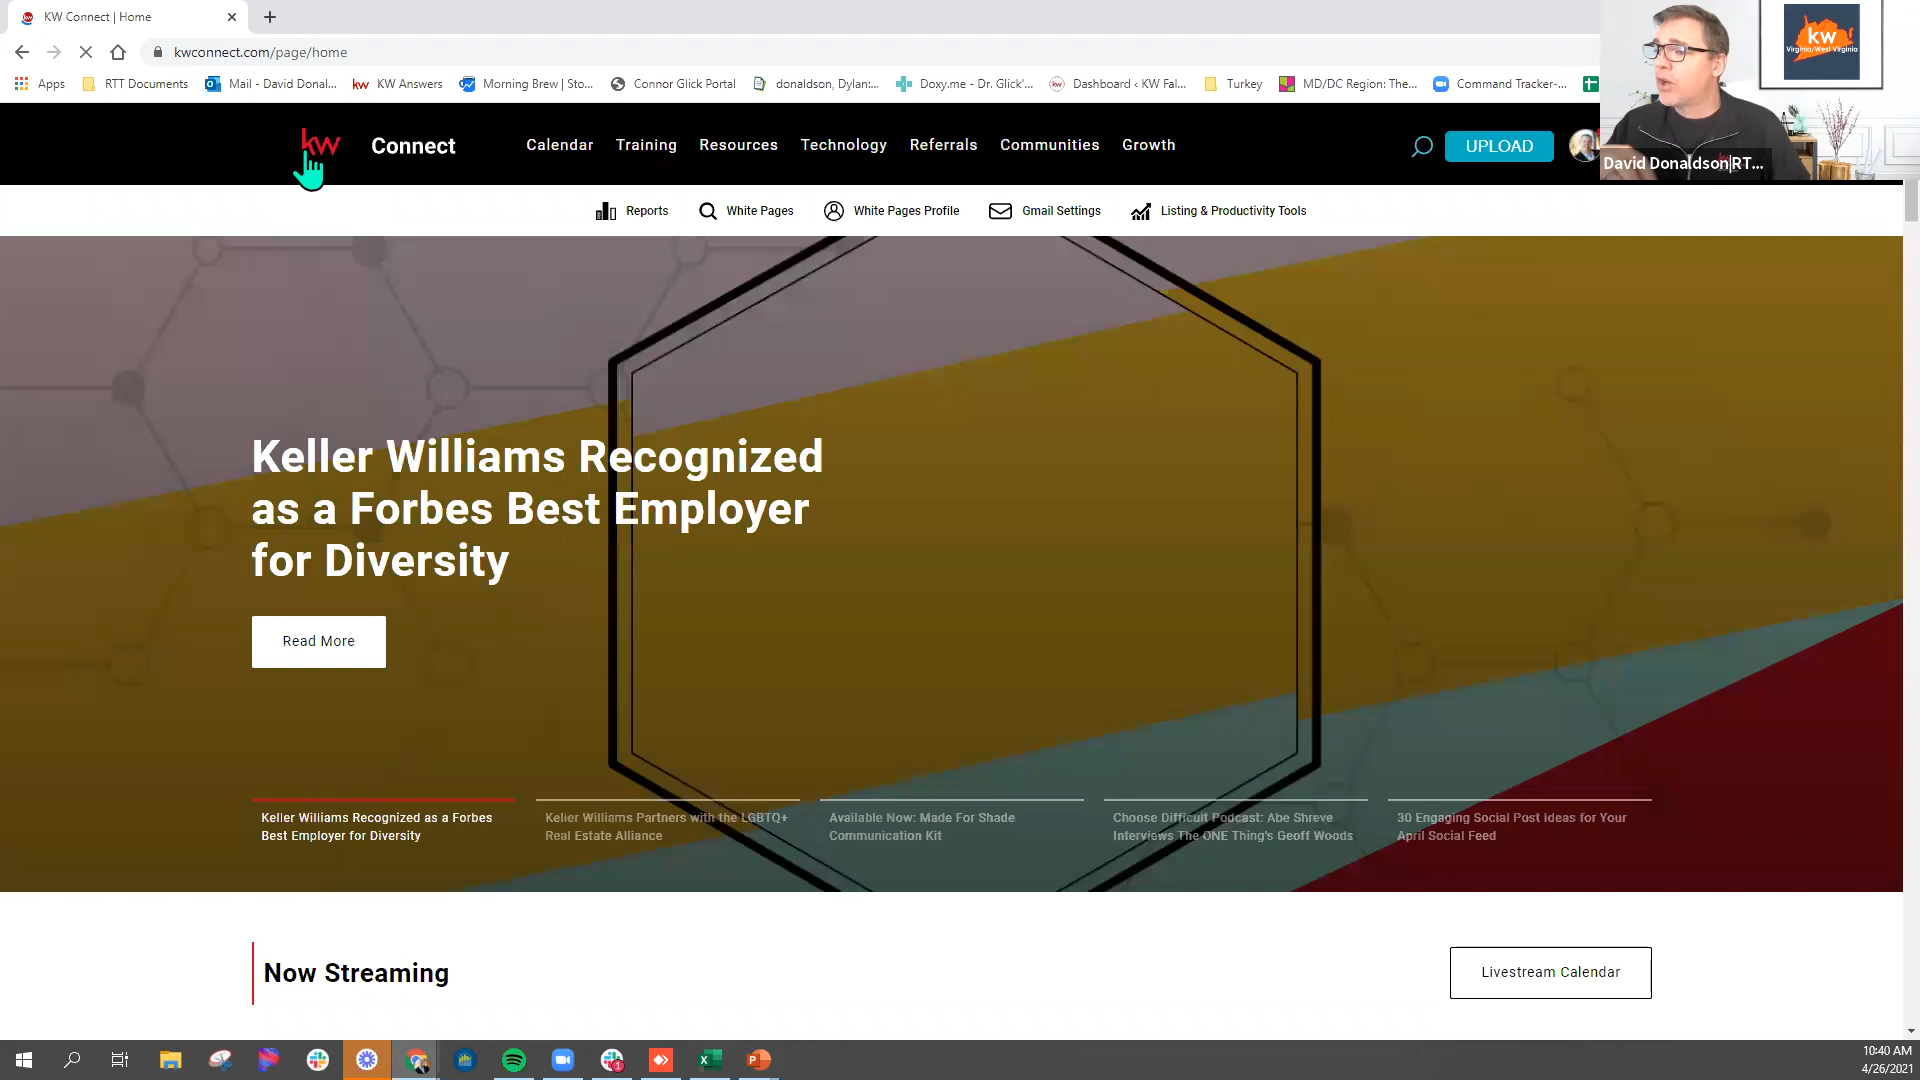 KW Connect | Home
kwconnect.com/page/home
Apps
RTT Documents
Mail - David Donal...
KW Answers
Morning Brew | Sto...
Connor Glick Portal
donaldson, Dylan:...
Doxy.me - Dr. Glick'...
Dashboard ‹ KW Fal...
Turkey
MD/DC Region: The...
Command Tracker-...
kw
Virginia/West Virginia
David Donaldson|RT...
kw Connect
Calendar
Training
Resources
Technology
Referrals
Communities
Growth
UPLOAD
Reports
White Pages
White Pages Profile
Gmail Settings
Listing & Productivity Tools
Keller Williams Recognized
as a Forbes Best Employer
for Diversity
Read More
Keller Williams Recognized as a Forbes
Best Employer for Diversity
Keller Williams Partners with the LGBTQ+
Real Estate Alliance
Available Now: Made For Shade
Communication Kit
Choose Difficult Podcast: Abe Shreve
Interviews The ONE Thing's Geoff Woods
30 Engaging Social Post Ideas for Your
April Social Feed
Now Streaming
Livestream Calendar
10:40 AM
4/26/2021